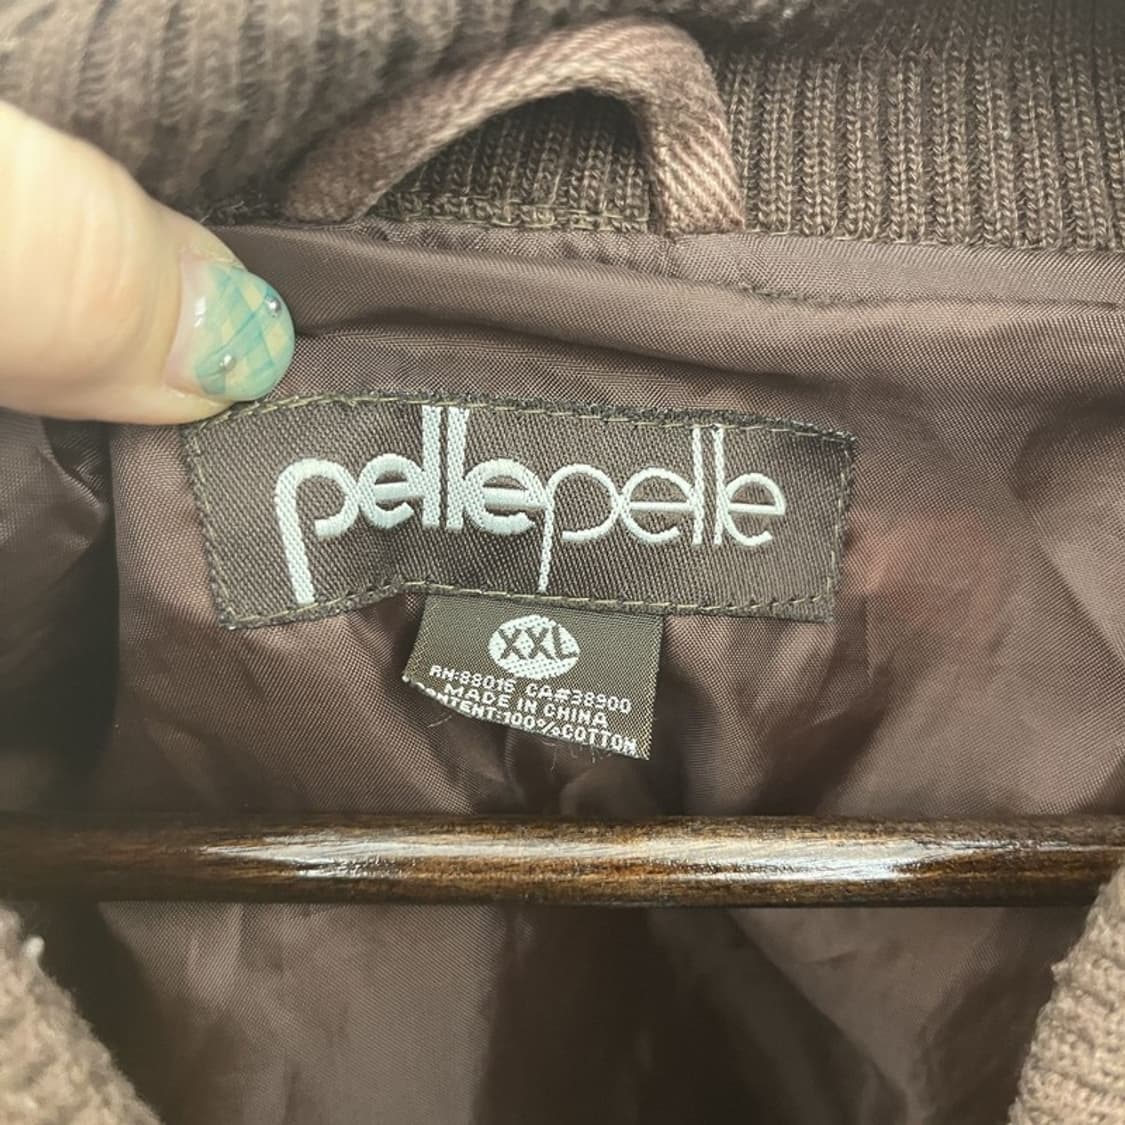 pellepelle
XXL
RN:88016 CA#38900
MADE IN CHINA
CONTENT:100%COTTON